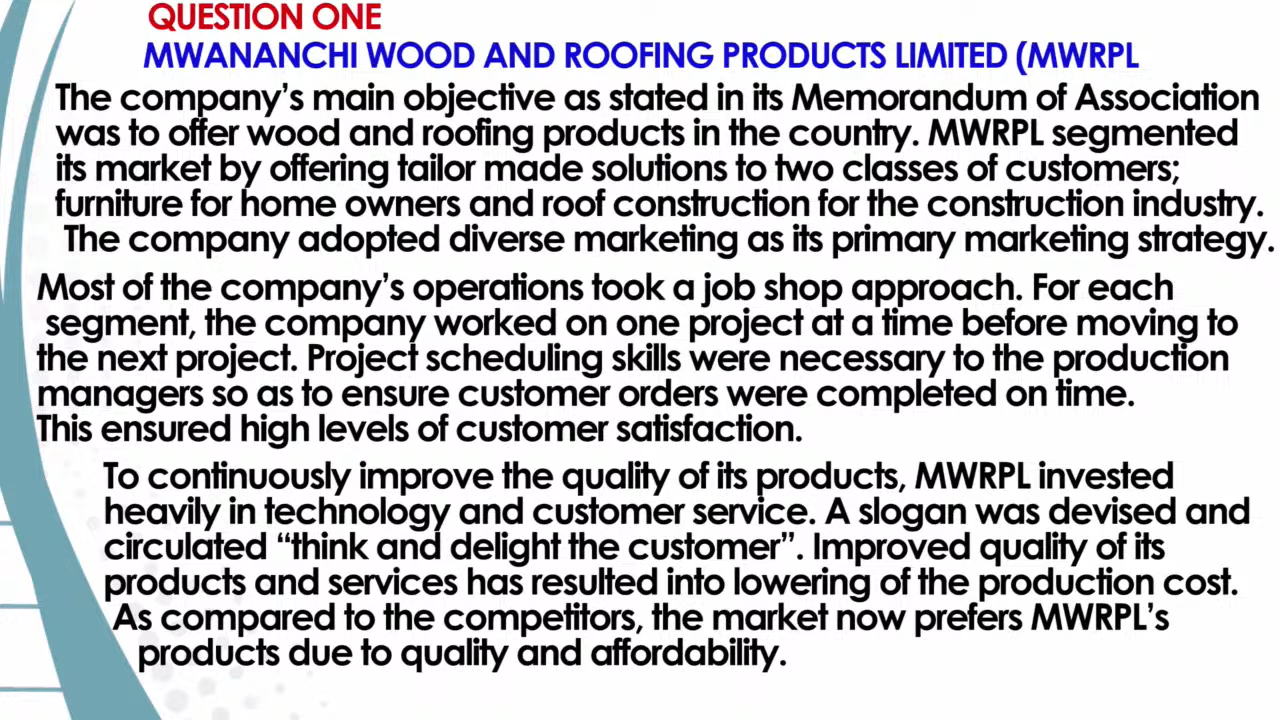 QUESTION ONE
MWANANCHI WOOD AND ROOFING PRODUCTS LIMITED (MWRPL
The company's main objective as stated in its Memorandum of Association
was to offer wood and roofing products in the country. MWRPL segmented
its market by offering tailor made solutions to two classes of customers;
furniture for home owners and roof construction for the construction industry.
The company adopted diverse marketing as its primary marketing strategy.
Most of the company's operations took a job shop approach. For each
segment, the company worked on one project at a time before moving to
the next project. Project scheduling skills were necessary to the production
managers so as to ensure customer orders were completed on time.
This ensured high levels of customer satisfaction.
To continuously improve the quality of its products, MWRPL invested
heavily in technology and customer service. A slogan was devised and
circulated “think and delight the customer”. Improved quality of its
products and services has resulted into lowering of the production cost.
As compared to the competitors, the market now prefers MWRPL's
products due to quality and affordability.